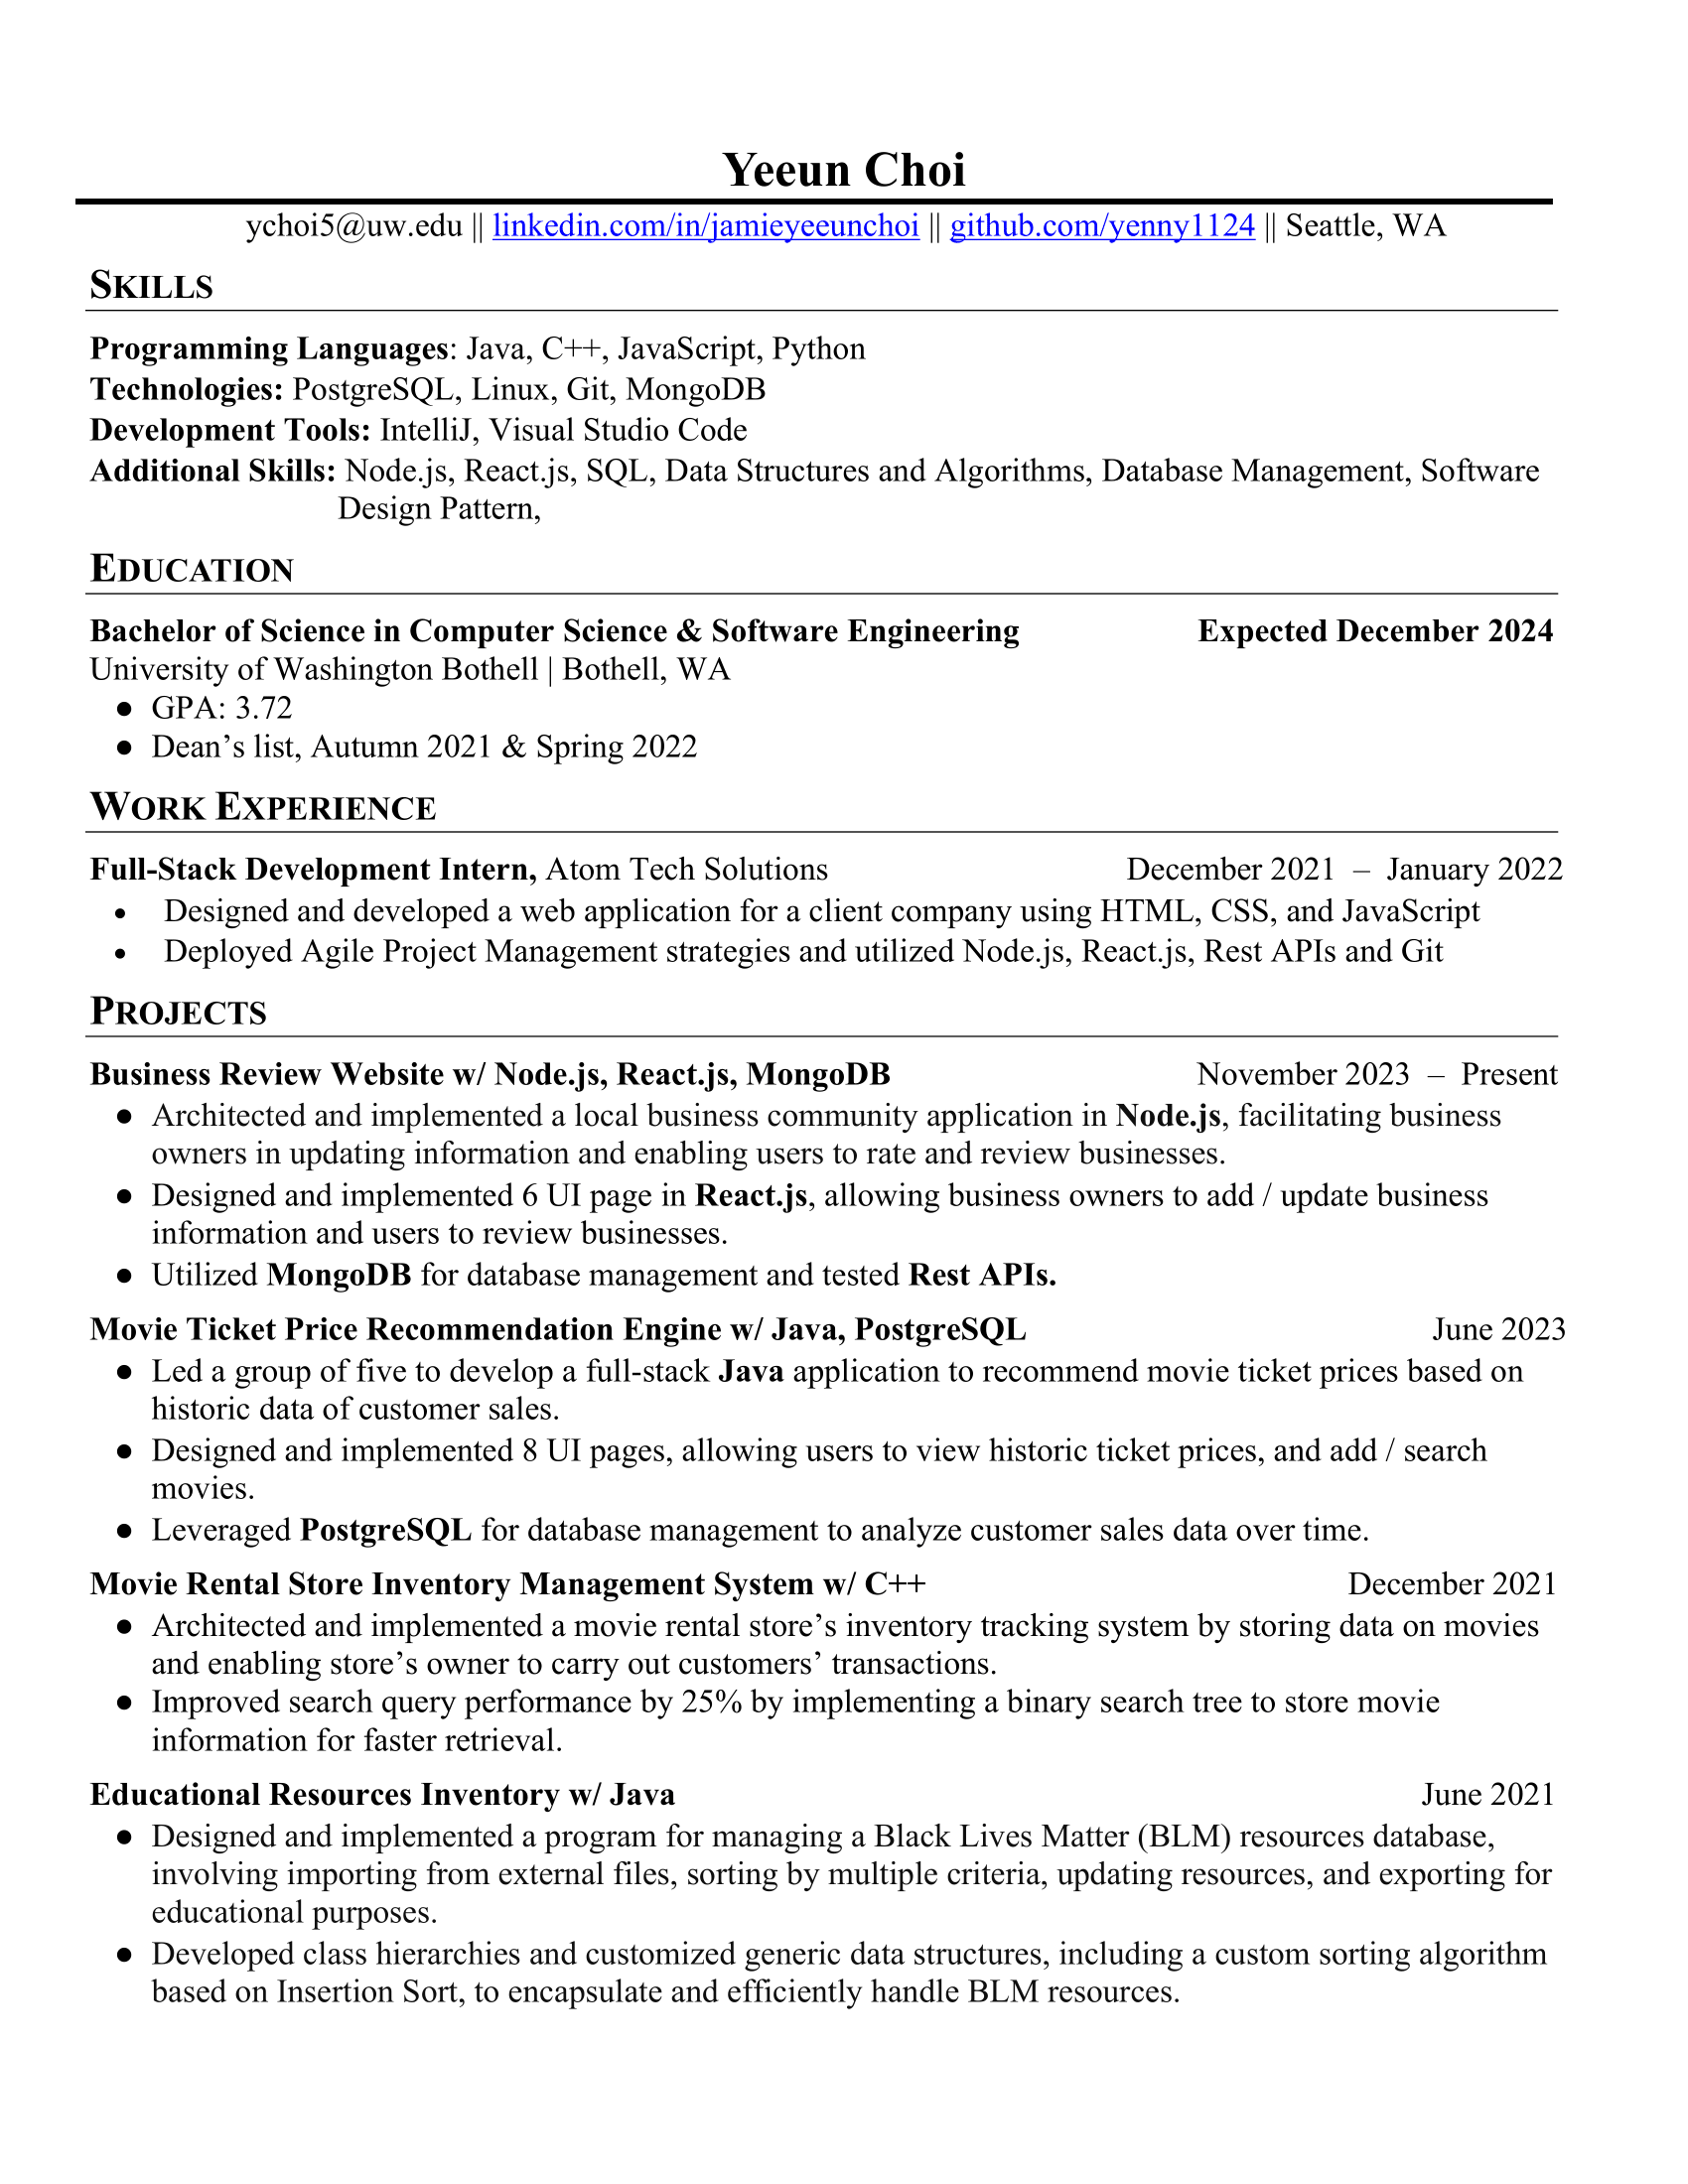 Yeeun Choi
ychoi5@uw.edu || linkedin.com/in/jamieyeeunchoi || github.com/yenny1124 || Seattle, WA
SKILLS
Programming Languages: Java, C++, JavaScript, Python
Technologies: PostgreSQL, Linux, Git, MongoDB
Development Tools: IntelliJ, Visual Studio Code
Additional Skills: Node.js, React.js, SQL, Data Structures and Algorithms, Database Management, Software
Design Pattern,
EDUCATION
Bachelor of Science in Computer Science & Software Engineering Expected December 2024
University of Washington Bothell | Bothell, WA
● GPA: 3.72
● Dean’s list, Autumn 2021 & Spring 2022
WORK EXPERIENCE
Full-Stack Development Intern, Atom Tech Solutions December 2021 – January 2022
• Designed and developed a web application for a client company using HTML, CSS, and JavaScript
• Deployed Agile Project Management strategies and utilized Node.js, React.js, Rest APIs and Git
PROJECTS
Business Review Website w/ Node.js, React.js, MongoDB November 2023 – Present
● Architected and implemented a local business community application in Node.js, facilitating business
owners in updating information and enabling users to rate and review businesses.
● Designed and implemented 6 UI page in React.js, allowing business owners to add / update business
information and users to review businesses.
● Utilized MongoDB for database management and tested Rest APIs.
Movie Ticket Price Recommendation Engine w/ Java, PostgreSQL June 2023
● Led a group of five to develop a full-stack Java application to recommend movie ticket prices based on
historic data of customer sales.
● Designed and implemented 8 UI pages, allowing users to view historic ticket prices, and add / search
movies.
● Leveraged PostgreSQL for database management to analyze customer sales data over time.
Movie Rental Store Inventory Management System w/ C++ December 2021
● Architected and implemented a movie rental store’s inventory tracking system by storing data on movies
and enabling store’s owner to carry out customers’ transactions.
● Improved search query performance by 25% by implementing a binary search tree to store movie
information for faster retrieval.
Educational Resources Inventory w/ Java June 2021
● Designed and implemented a program for managing a Black Lives Matter (BLM) resources database,
involving importing from external files, sorting by multiple criteria, updating resources, and exporting for
educational purposes.
● Developed class hierarchies and customized generic data structures, including a custom sorting algorithm
based on Insertion Sort, to encapsulate and efficiently handle BLM resources.